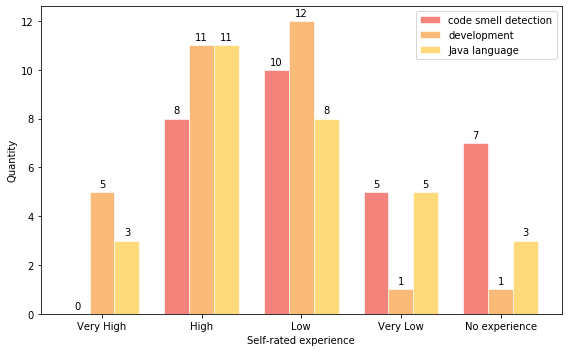 code smell detection
development
Java language
12
10
8
6
4
2
0
Quantity
0
5
3
8
11
11
10
12
8
5
1
5
7
1
3
Very High
High
Low
Very Low
No experience
Self-rated experience